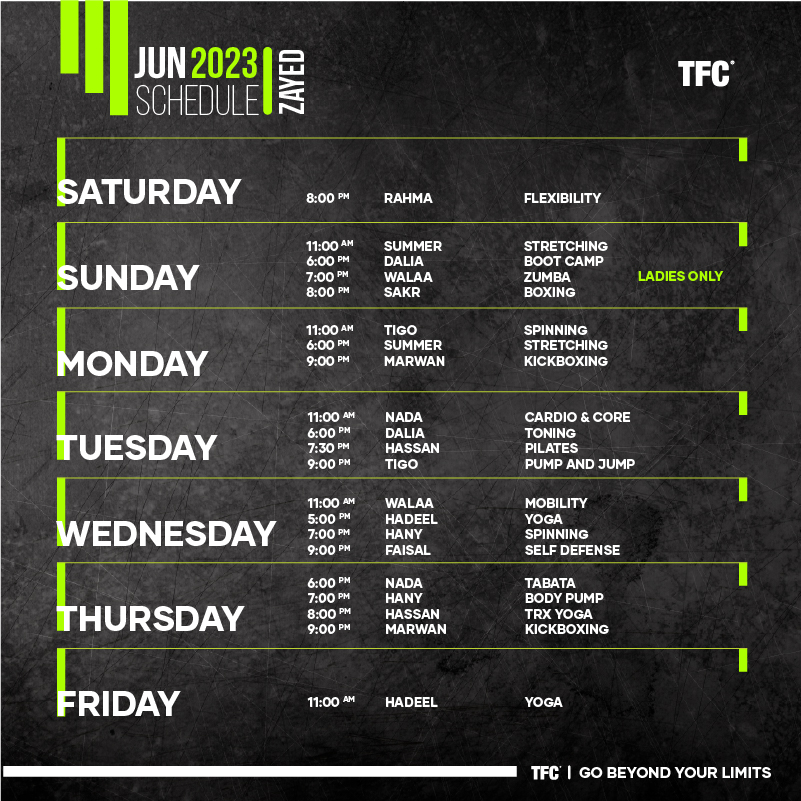 JUN 2023
SCHEDULE
ZAYED
TFC
SATURDAY
8:00 PM RAHMA FLEXIBILITY
SUNDAY
11:00 AM SUMMER STRETCHING
6:00 PM DALIA BOOT CAMP
7:00 PM WALAA ZUMBA LADIES ONLY
8:00 PM SAKR BOXING
MONDAY
11:00 AM TIGO SPINNING
6:00 PM SUMMER STRETCHING
9:00 PM MARWAN KICKBOXING
TUESDAY
11:00 AM NADA CARDIO & CORE
6:00 PM DALIA TONING
7:30 PM HASSAN PILATES
9:00 PM TIGO PUMP AND JUMP
WEDNESDAY
11:00 AM WALAA MOBILITY
5:00 PM HADEEL YOGA
7:00 PM HANY SPINNING
9:00 PM FAISAL SELF DEFENSE
THURSDAY
6:00 PM NADA TABATA
7:00 PM HANY BODY PUMP
8:00 PM HASSAN TRX YOGA
9:00 PM MARWAN KICKBOXING
FRIDAY
11:00 AM HADEEL YOGA
TFC | GO BEYOND YOUR LIMITS